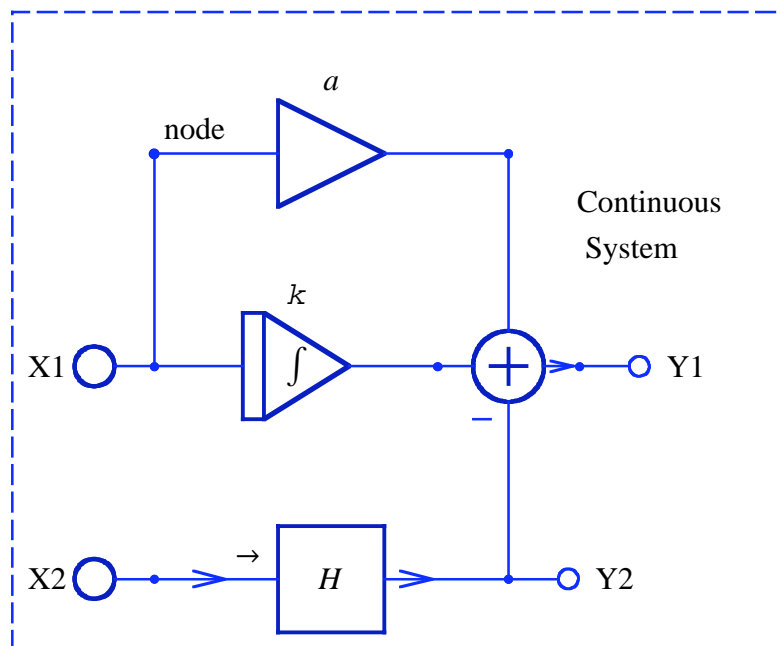 a
node
Continuous
System
k
∫
X1
+
Y1
−
→
X2
H
Y2